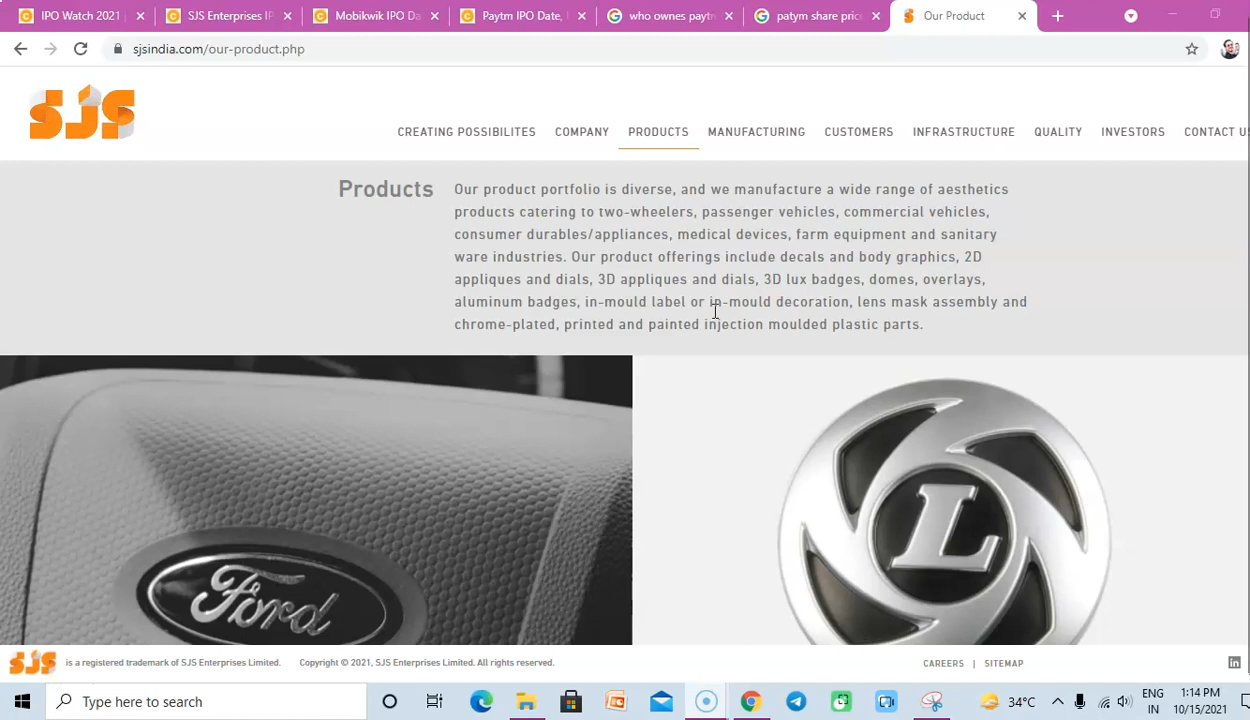 IPO Watch 2021
SJS Enterprises IP
Mobikwik IPO Da
Paytm IPO Date,
who ownes paytm
patym share pric
Our Product
sjsindia.com/our-product.php
SJS
CREATING POSSIBILITES COMPANY PRODUCTS MANUFACTURING CUSTOMERS INFRASTRUCTURE QUALITY INVESTORS CONTACT US
Products
Our product portfolio is diverse, and we manufacture a wide range of aesthetics
products catering to two-wheelers, passenger vehicles, commercial vehicles,
consumer durables/appliances, medical devices, farm equipment and sanitary
ware industries. Our product offerings include decals and body graphics, 2D
appliques and dials, 3D appliques and dials, 3D lux badges, domes, overlays,
aluminum badges, in-mould label or in-mould decoration, lens mask assembly and
chrome-plated, printed and painted injection moulded plastic parts.
Ford
L
SJS is a registered trademark of SJS Enterprises Limited. Copyright © 2021, SJS Enterprises Limited. All rights reserved. CAREERS | SITEMAP in
Type here to search
34°C
ENG
IN
1:14 PM
10/15/2021